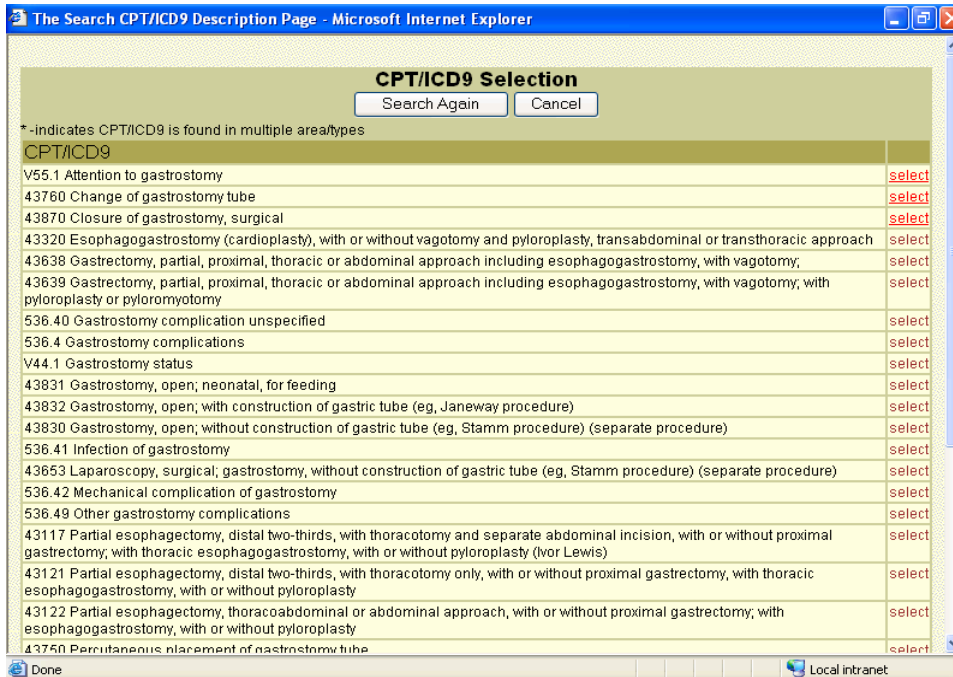 The Search CPT/ICD9 Description Page - Microsoft Internet Explorer
CPT/ICD9 Selection
Search Again Cancel
* -indicates CPT/ICD9 is found in multiple area/types
CPT/ICD9
V55.1 Attention to gastrostomy select
43760 Change of gastrostomy tube select
43870 Closure of gastrostomy, surgical select
43320 Esophagogastrostomy (cardioplasty), with or without vagotomy and pyloroplasty, transabdominal or transthoracic approach select
43638 Gastrectomy, partial, proximal, thoracic or abdominal approach including esophagogastrostomy, with vagotomy; select
43639 Gastrectomy, partial, proximal, thoracic or abdominal approach including esophagogastrostomy, with vagotomy; with select
pyloroplasty or pyloromyotomy
536.40 Gastrostomy complication unspecified select
536.4 Gastrostomy complications select
V44.1 Gastrostomy status select
43831 Gastrostomy, open; neonatal, for feeding select
43832 Gastrostomy, open; with construction of gastric tube (eg, Janeway procedure) select
43830 Gastrostomy, open; without construction of gastric tube (eg, Stamm procedure) (separate procedure) select
536.41 Infection of gastrostomy select
43653 Laparoscopy, surgical; gastrostomy, without construction of gastric tube (eg, Stamm procedure) (separate procedure) select
536.42 Mechanical complication of gastrostomy select
536.49 Other gastrostomy complications select
43117 Partial esophagectomy, distal two-thirds, with thoracotomy and separate abdominal incision, with or without proximal select
gastrectomy; with thoracic esophagogastrostomy, with or without pyloroplasty (Ivor Lewis)
43121 Partial esophagectomy, distal two-thirds, with thoracotomy only, with or without proximal gastrectomy, with thoracic select
esophagogastrostomy, with or without pyloroplasty
43122 Partial esophagectomy, thoracoabdominal or abdominal approach, with or without proximal gastrectomy; with select
esophagogastrostomy, with or without pyloroplasty
43750 Percutaneous placement of gastrostomy tube select
Done Local intranet